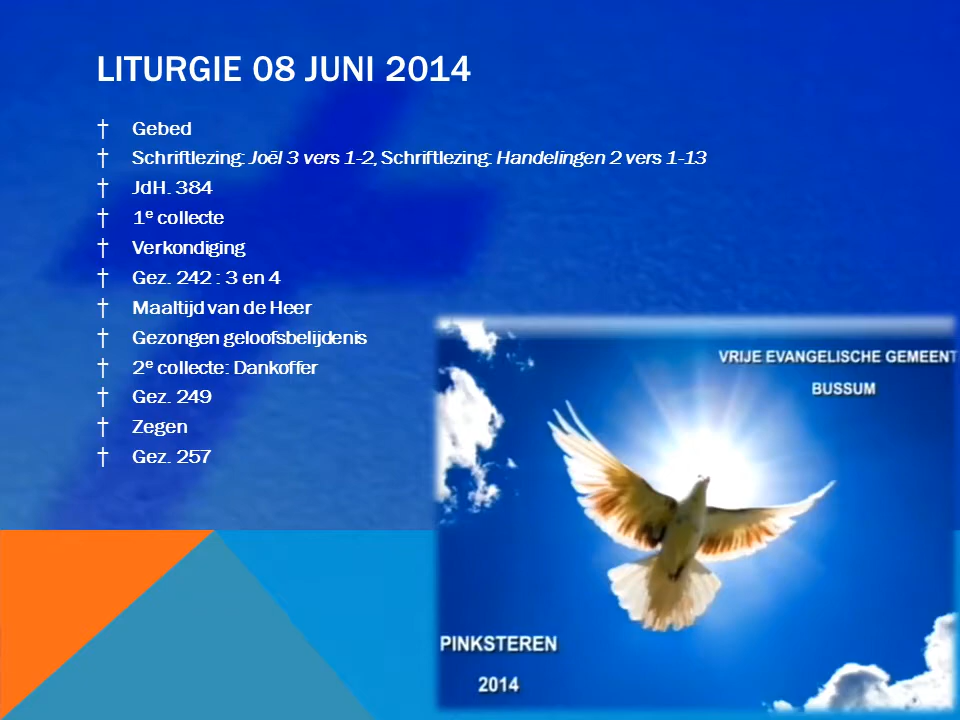 LITURGIE 08 JUNI 2014
† Gebed
† Schriftlezing: Joël 3 vers 1-2, Schriftlezing: Handelingen 2 vers 1-13
† JdH. 384
† 1e collecte
† Verkondiging
† Gez. 242 : 3 en 4
† Maaltijd van de Heer
† Gezongen geloofsbelijdenis
† 2e collecte: Dankoffer
† Gez. 249
† Zegen
† Gez. 257
VRIJE EVANGELISCHE GEMEENT
BUSSUM
PINKSTEREN
2014